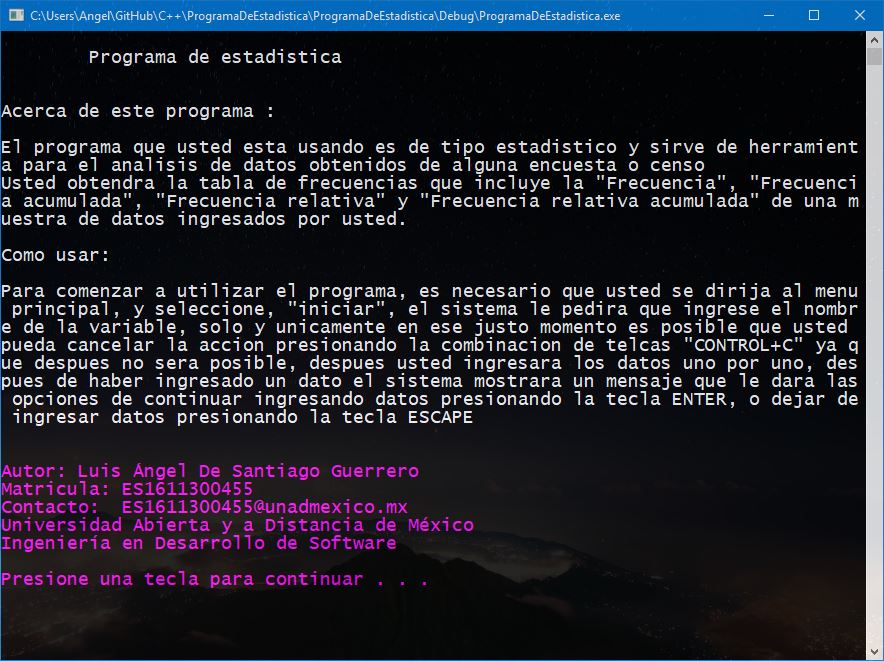 C:\Users\Angel\GitHub\C++\ProgramaDeEstadistica\ProgramaDeEstadistica\Debug\ProgramaDeEstadistica.exe
Programa de estadistica
Acerca de este programa :
El programa que usted esta usando es de tipo estadistico y sirve de herramient
a para el analisis de datos obtenidos de alguna encuesta o censo
Usted obtendra la tabla de frecuencias que incluye la "Frecuencia", "Frecuenci
a acumulada", "Frecuencia relativa" y "Frecuencia relativa acumulada" de una m
uestra de datos ingresados por usted.
Como usar:
Para comenzar a utilizar el programa, es necesario que usted se dirija al menu
principal, y seleccione, "iniciar", el sistema le pedira que ingrese el nombr
e de la variable, solo y unicamente en ese justo momento es posible que usted
pueda cancelar la accion presionando la combinacion de telcas "CONTROL+C" ya q
ue despues no sera posible, despues usted ingresara los datos uno por uno, des
pues de haber ingresado un dato el sistema mostrara un mensaje que le dara las
opciones de continuar ingresando datos presionando la tecla ENTER, o dejar de
ingresar datos presionando la tecla ESCAPE
Autor: Luis Ángel De Santiago Guerrero
Matricula: ES1611300455
Contacto:  ES1611300455@unadmexico.mx
Universidad Abierta y a Distancia de México
Ingeniería en Desarrollo de Software
Presione una tecla para continuar . . .